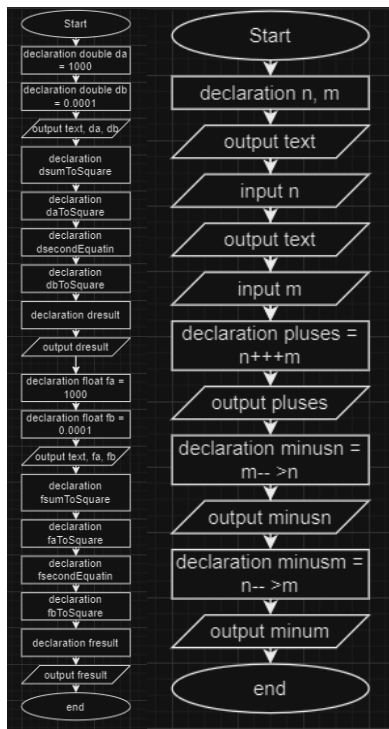 Start
declaration double da
= 1000
declaration double db
= 0.0001
output text, da, db
declaration
dsumToSquare
declaration
daToSquare
declaration
dsecondEquatin
declaration
dbToSquare
declaration dresult
output dresult
declaration float fa =
1000
declaration float fb =
0.0001
output text, fa, fb
declaration
fsumToSquare
declaration
faToSquare
declaration
fsecondEquatin
declaration
fbToSquare
declaration fresult
output fresult
end
Start
declaration n, m
output text
input n
output text
input m
declaration pluses =
n+++m
output pluses
declaration minusn =
m-- >n
output minusn
declaration minusm =
n-- >m
output minum
end